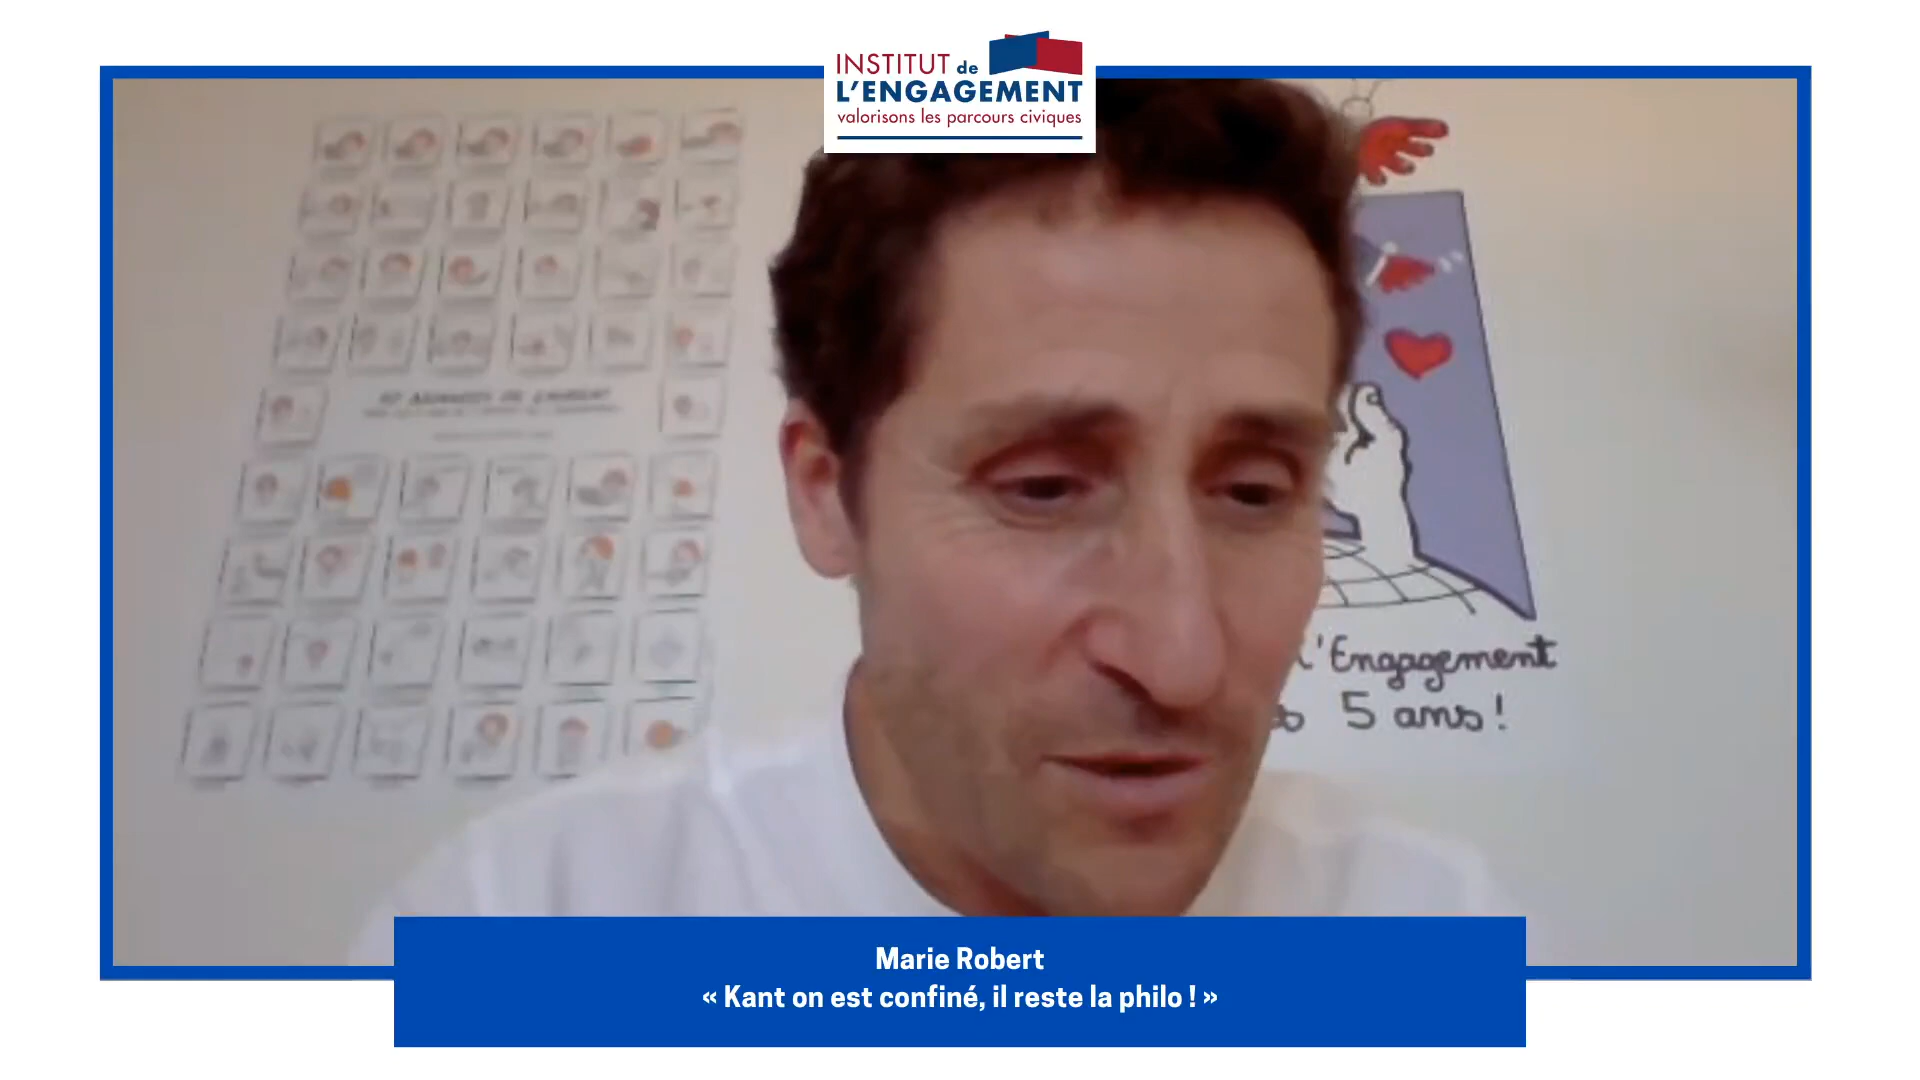 INSTITUT de
L'ENGAGEMENT
valorisons les parcours civiques
l'Engagement
5 ans !
Marie Robert
« Kant on est confiné, il reste la philo ! »